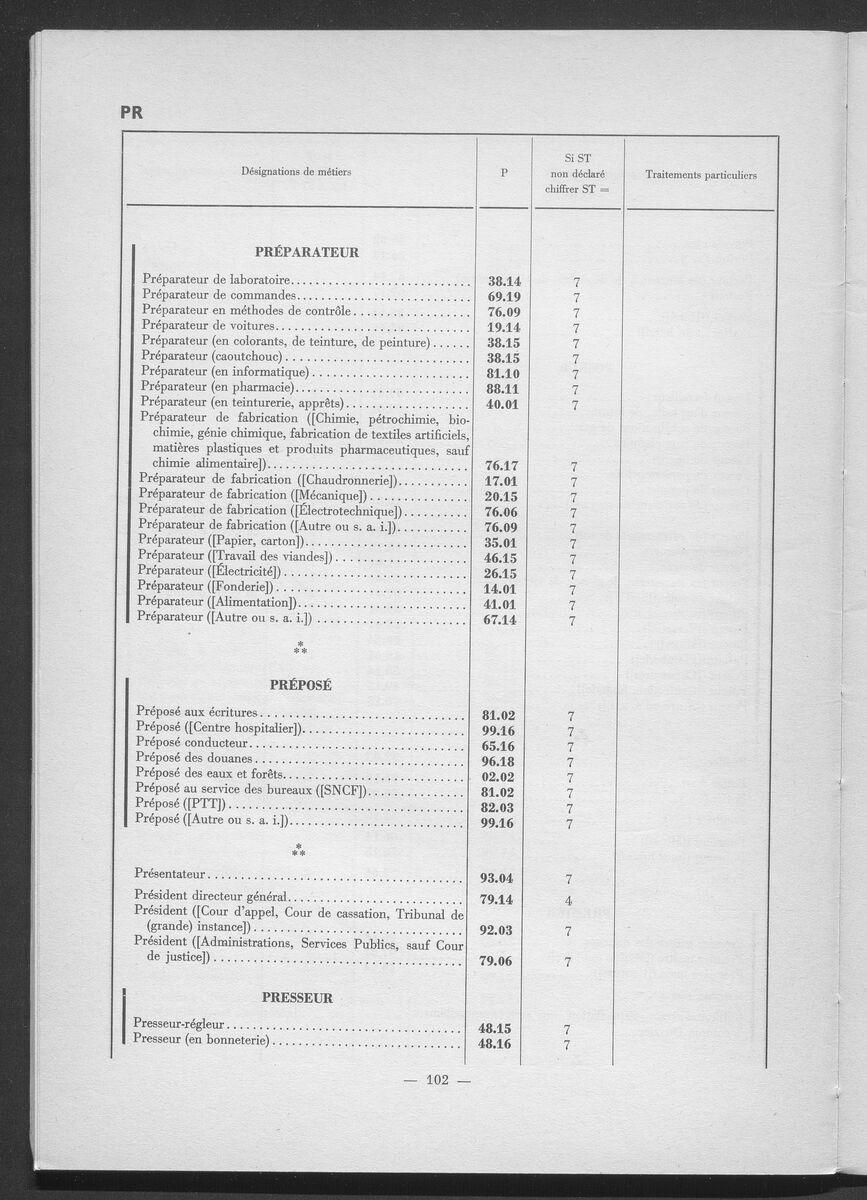 PR
Désignations de métiers P Si ST non déclaré chiffrer ST = Traitements particuliers
PRÉPARATEUR
Préparateur de laboratoire 38.14 7
Préparateur de commandes 69.19 7
Préparateur en méthodes de contrôle 76.09 7
Préparateur de voitures 19.14 7
Préparateur (en colorants, de teinture, de peinture) 38.15 7
Préparateur (caoutchouc) 38.15 7
Préparateur (en informatique) 81.10 7
Préparateur (en pharmacie) 88.11 7
Préparateur (en teinturerie, apprêts) 40.01 7
Préparateur de fabrication ([Chimie, pétrochimie, bio-
chimie, génie chimique, fabrication de textiles artificiels,
matières plastiques et produits pharmaceutiques, sauf
chimie alimentaire]) 76.17 7
Préparateur de fabrication ([Chaudronnerie]) 17.01 7
Préparateur de fabrication ([Mécanique]) 20.15 7
Préparateur de fabrication ([Électrotechnique]) 76.06 7
Préparateur de fabrication ([Autre ou s. a. i.]) 76.09 7
Préparateur ([Papier, carton]) 35.01 7
Préparateur ([Travail des viandes]) 46.15 7
Préparateur ([Électricité]) 26.15 7
Préparateur ([Fonderie]) 14.01 7
Préparateur ([Alimentation]) 41.01 7
Préparateur ([Autre ou s. a. i.]) 67.14 7
***
PRÉPOSÉ
Préposé aux écritures 81.02 7
Préposé ([Centre hospitalier]) 99.16 7
Préposé conducteur 65.16 7
Préposé des douanes 96.18 7
Préposé des eaux et forêts 02.02 7
Préposé au service des bureaux ([SNCF]) 81.02 7
Préposé ([PTT]) 82.03 7
Préposé ([Autre ou s. a. i.]) 99.16 7
***
Présentateur 93.04 7
Président directeur général 79.14 4
Président ([Cour d'appel, Cour de cassation, Tribunal de
(grande) instance]) 92.03 7
Président ([Administrations, Services Publics, sauf Cour
de justice]) 79.06 7
PRESSEUR
Presseur-régleur 48.15 7
Presseur (en bonneterie) 48.16 7
— 102 —